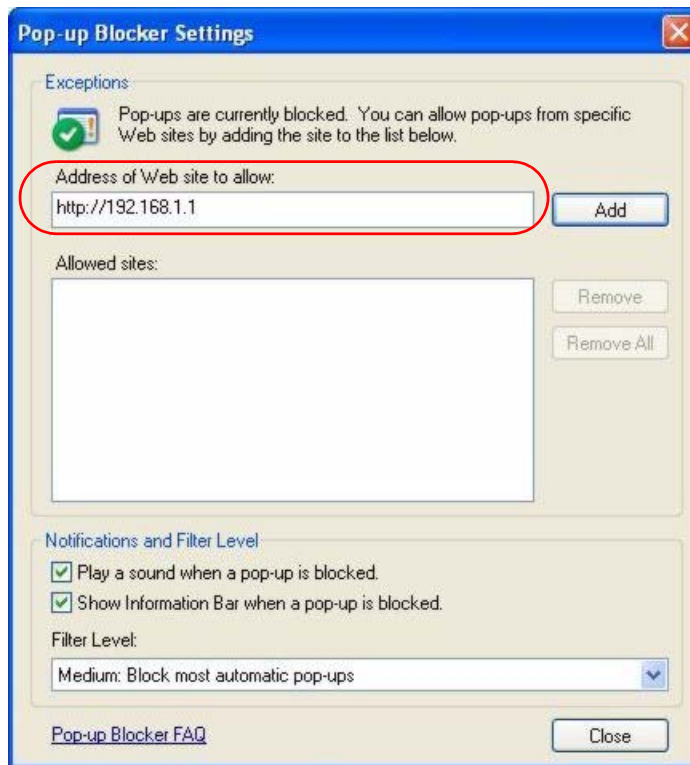 Pop-up Blocker Settings
Exceptions
Pop-ups are currently blocked. You can allow pop-ups from specific
Web sites by adding the site to the list below.
Address of Web site to allow:
http://192.168.1.1
Add
Allowed sites:
Remove
Remove All
Notifications and Filter Level
Play a sound when a pop-up is blocked.
Show Information Bar when a pop-up is blocked.
Filter Level:
Medium: Block most automatic pop-ups
Pop-up Blocker FAQ
Close